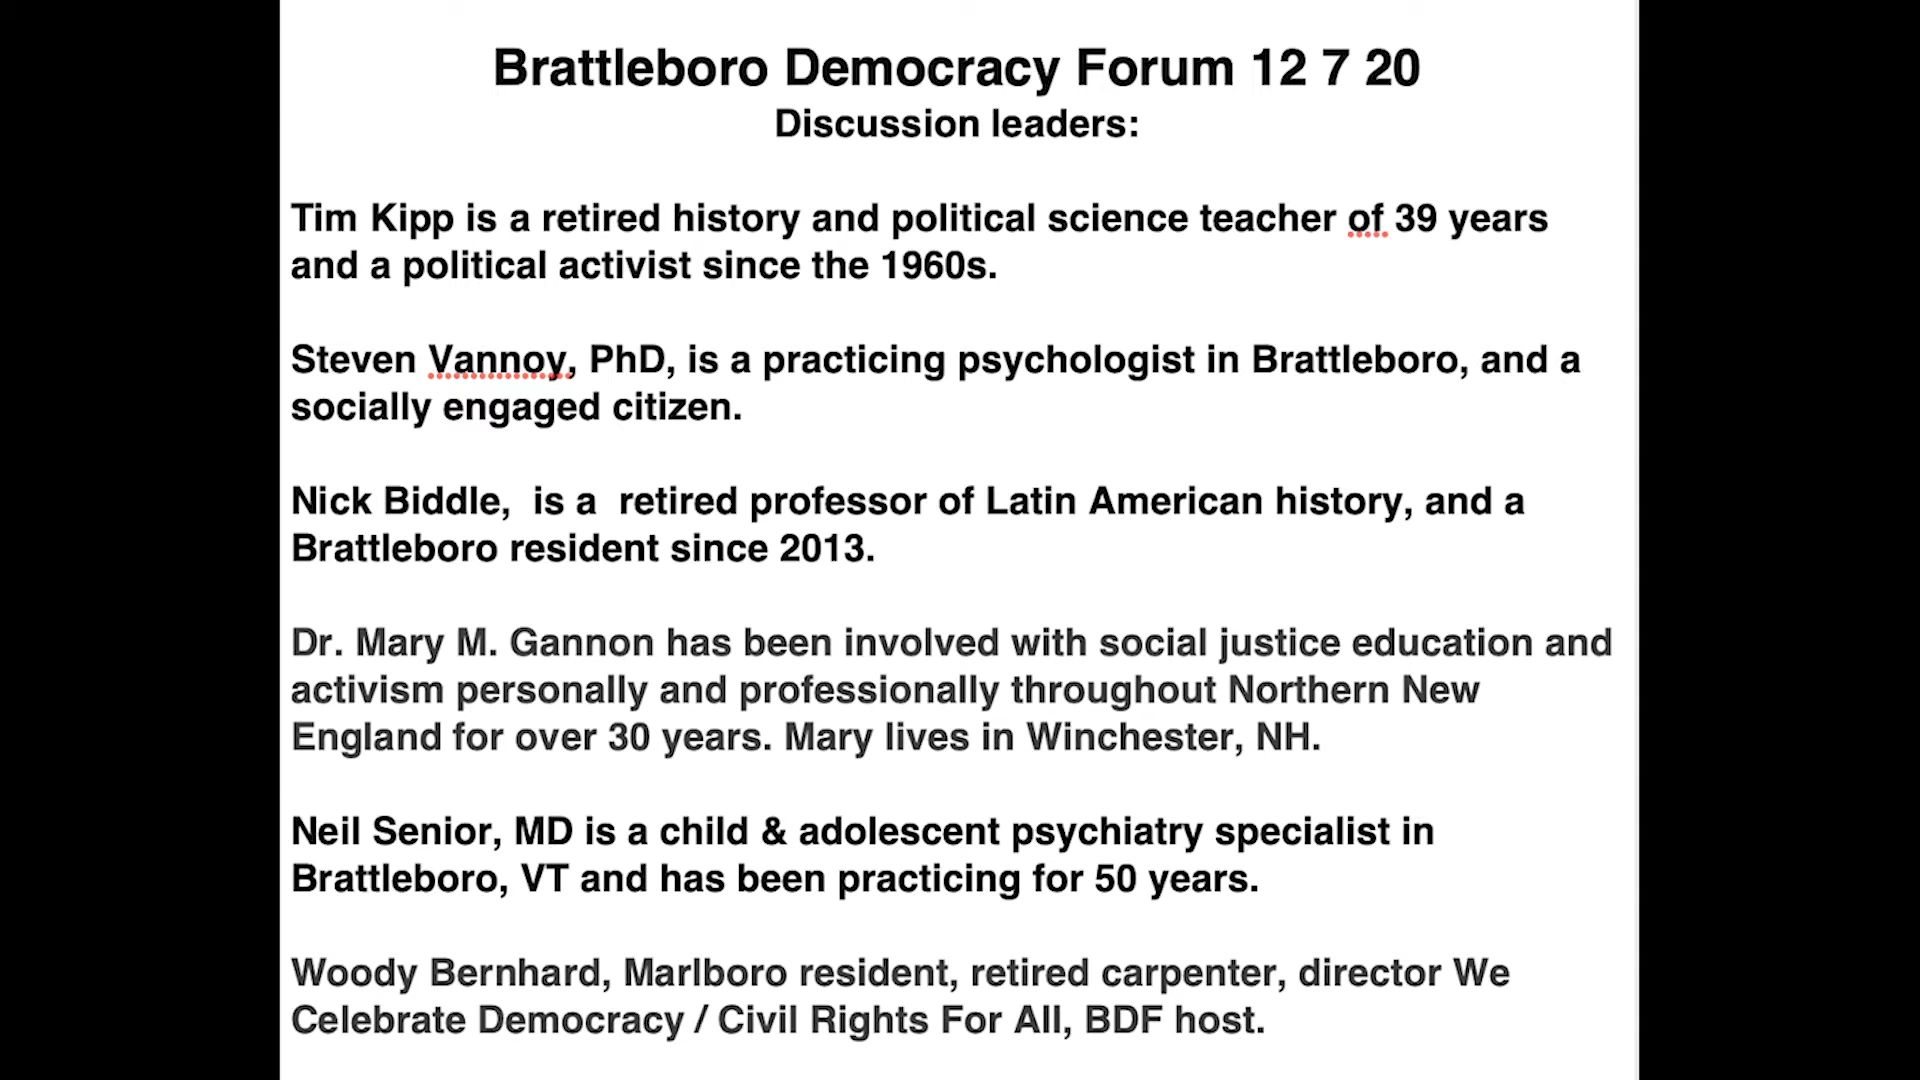 Brattleboro Democracy Forum 12 7 20
Discussion leaders:
Tim Kipp is a retired history and political science teacher of 39 years
and a political activist since the 1960s.
Steven Vannoy, PhD, is a practicing psychologist in Brattleboro, and a
socially engaged citizen.
Nick Biddle,  is a  retired professor of Latin American history, and a
Brattleboro resident since 2013.
Dr. Mary M. Gannon has been involved with social justice education and
activism personally and professionally throughout Northern New
England for over 30 years. Mary lives in Winchester, NH.
Neil Senior, MD is a child & adolescent psychiatry specialist in
Brattleboro, VT and has been practicing for 50 years.
Woody Bernhard, Marlboro resident, retired carpenter, director We
Celebrate Democracy / Civil Rights For All, BDF host.